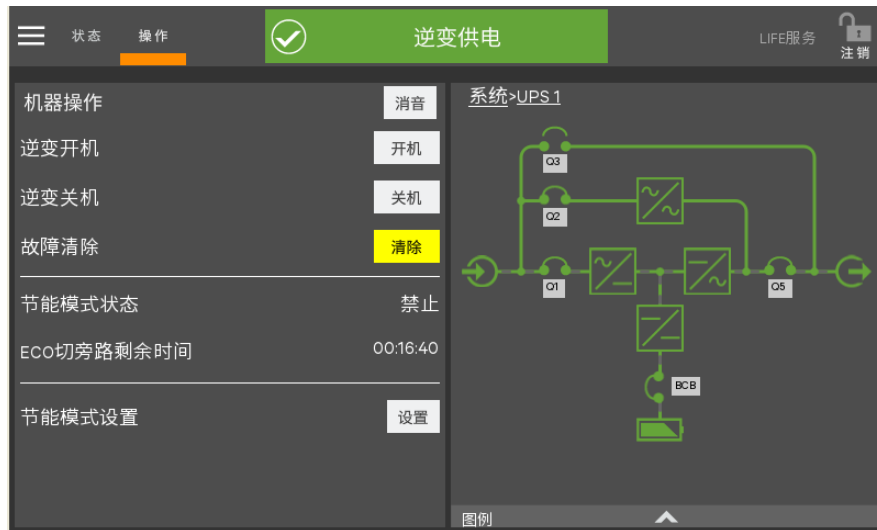 状态 操作 逆变供电 LIFE服务 注销
机器操作 消音
逆变开机 开机
逆变关机 关机
故障清除 清除
节能模式状态 禁止
ECO切旁路剩余时间 00:16:40
节能模式设置 设置
系统>UPS 1
Q3
Q2
Q1
Q5
BCB
图例